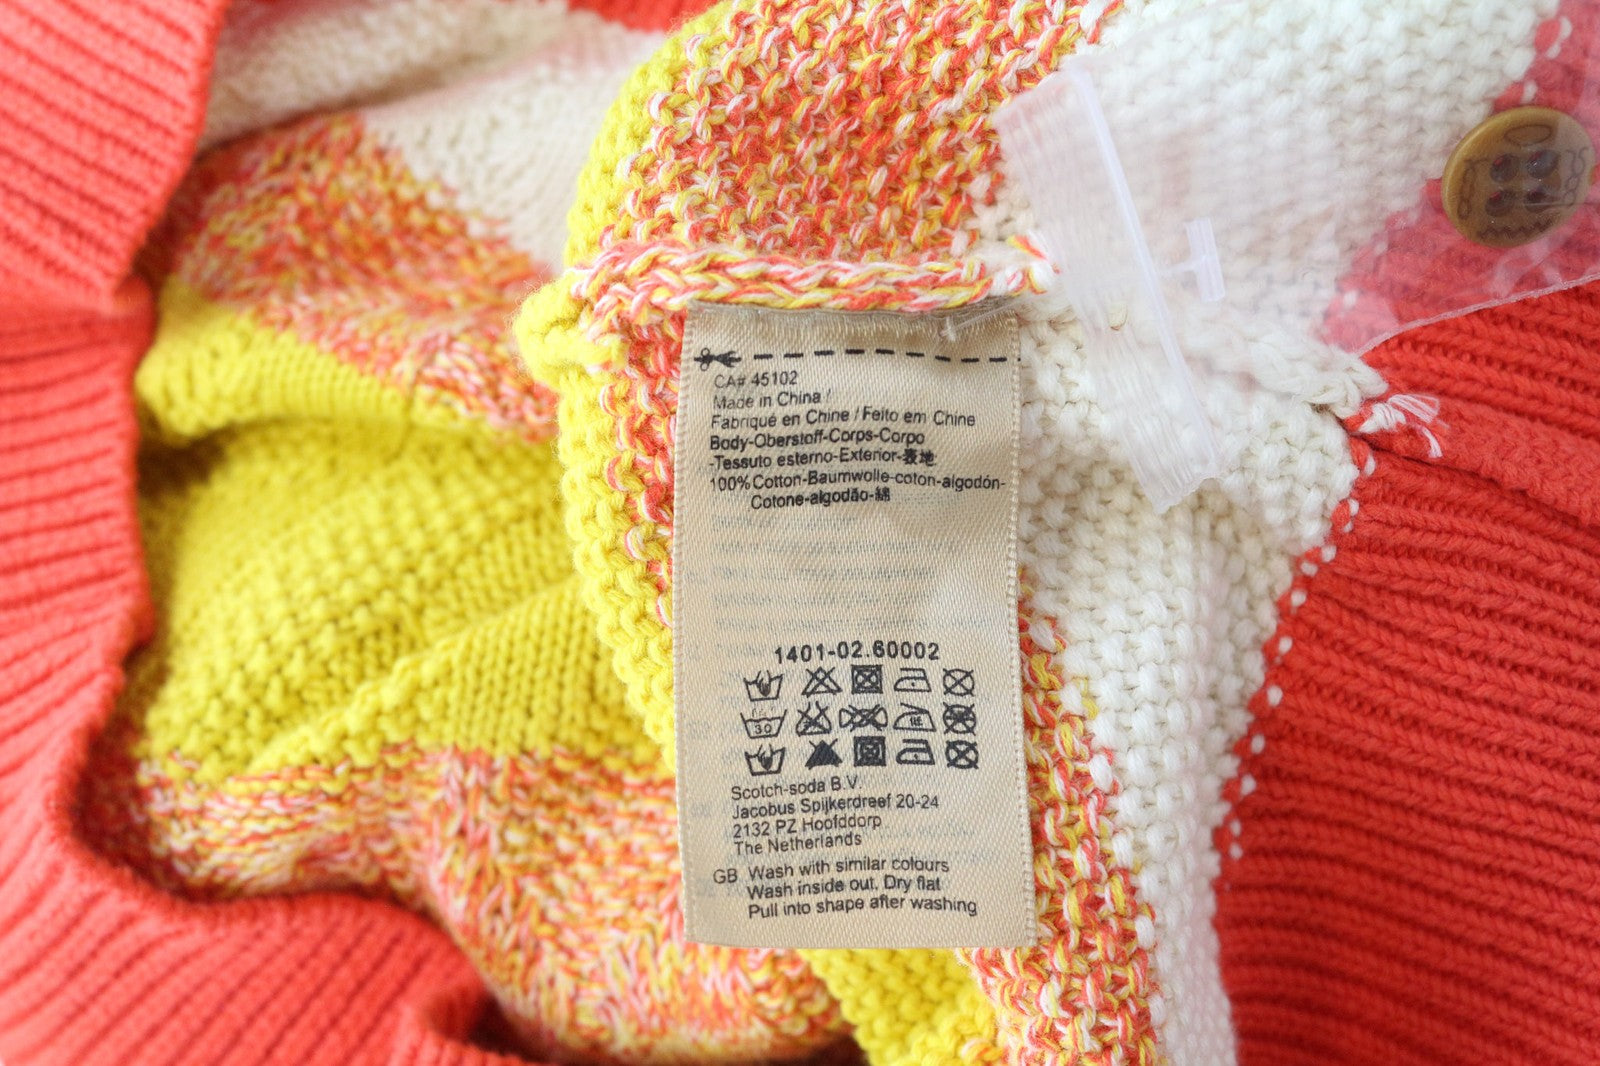 CA# 45102
Made in China /
Fabriqué en Chine / Feito em Chine
Body-Oberstoff-Corps-Corpo
-Tessuto esterno-Exterior-表地
100% Cotton-Baumwolle-coton-algodón-
Cotone-algodão-綿
1401-02.60002
30
Scotch-soda B.V.
Jacobus Spijkerdreef 20-24
2132 PZ Hoofddorp
The Netherlands
GB Wash with similar colours
Wash inside out, Dry flat
Pull into shape after washing